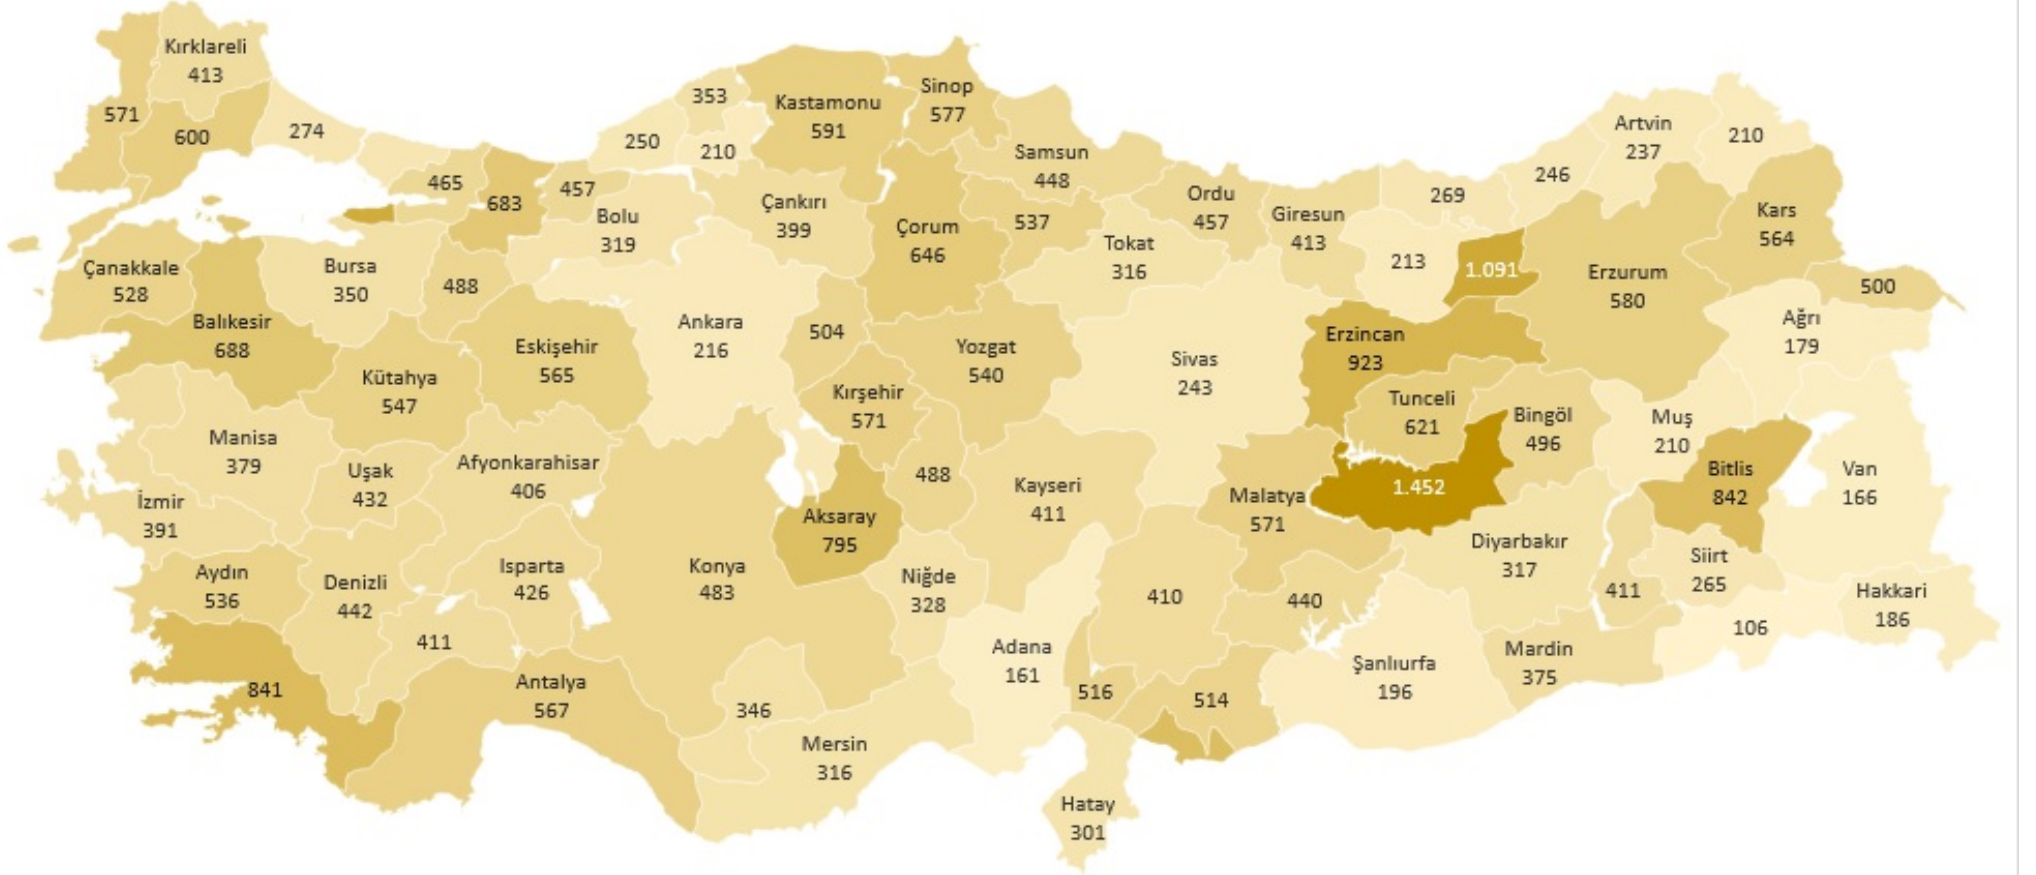 Kırklareli
413
571
600
274
353
Kastamonu
591
Sinop
577
250
210
Samsun
448
Artvin
237
210
246
269
465
683
457
Bolu
319
Çankırı
399
Çorum
646
537
Ordu
457
Giresun
413
Tokat
316
213
1.091
Erzurum
580
Kars
564
500
Ağrı
179
Çanakkale
528
Bursa
350
488
Balıkesir
688
Kütahya
547
Eskişehir
565
Ankara
216
504
Yozgat
540
Kırşehir
571
Sivas
243
Erzincan
923
Tunceli
621
Bingöl
496
Muş
210
Bitlis
842
Van
166
Manisa
379
Uşak
432
Afyonkarahisar
406
İzmir
391
488
Kayseri
411
Aksaray
795
Malatya
571
1.452
Diyarbakır
317
Siirt
265
411
Hakkari
186
106
Aydın
536
Denizli
442
Isparta
426
411
Konya
483
Niğde
328
410
440
Adana
161
Şanlıurfa
196
Mardin
375
841
Antalya
567
346
Mersin
316
516
514
Hatay
301